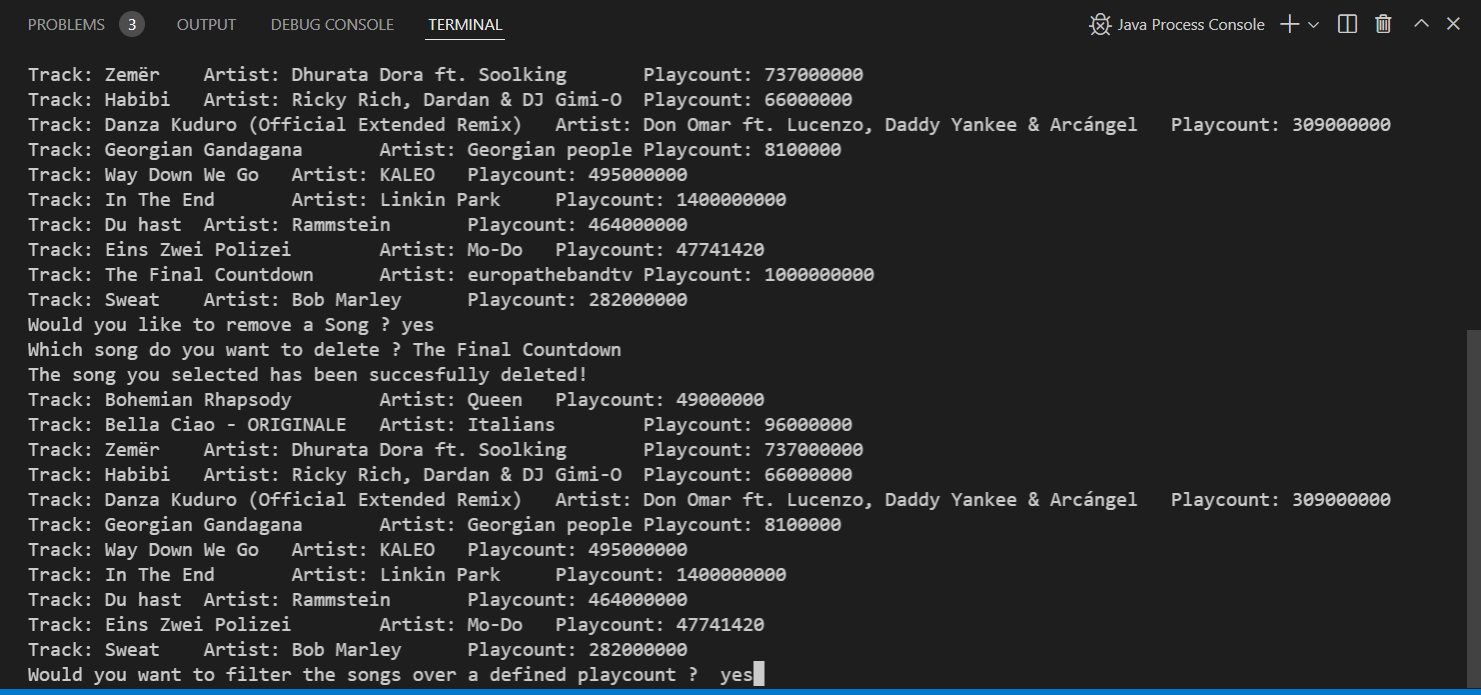 PROBLEMS 3 OUTPUT DEBUG CONSOLE TERMINAL Java Process Console
Track: Zemër Artist: Dhurata Dora ft. Soolking Playcount: 737000000
Track: Habibi Artist: Ricky Rich, Dardan & DJ Gimi-O Playcount: 66000000
Track: Danza Kuduro (Official Extended Remix) Artist: Don Omar ft. Lucenzo, Daddy Yankee & Arcángel Playcount: 309000000
Track: Georgian Gandagana Artist: Georgian people Playcount: 8100000
Track: Way Down We Go Artist: KALEO Playcount: 495000000
Track: In The End Artist: Linkin Park Playcount: 1400000000
Track: Du hast Artist: Rammstein Playcount: 464000000
Track: Eins Zwei Polizei Artist: Mo-Do Playcount: 47741420
Track: The Final Countdown Artist: europathebandtv Playcount: 1000000000
Track: Sweat Artist: Bob Marley Playcount: 282000000
Would you like to remove a Song ? yes
Which song do you want to delete ? The Final Countdown
The song you selected has been succesfully deleted!
Track: Bohemian Rhapsody Artist: Queen Playcount: 49000000
Track: Bella Ciao - ORIGINALE Artist: Italians Playcount: 96000000
Track: Zemër Artist: Dhurata Dora ft. Soolking Playcount: 737000000
Track: Habibi Artist: Ricky Rich, Dardan & DJ Gimi-O Playcount: 66000000
Track: Danza Kuduro (Official Extended Remix) Artist: Don Omar ft. Lucenzo, Daddy Yankee & Arcángel Playcount: 309000000
Track: Georgian Gandagana Artist: Georgian people Playcount: 8100000
Track: Way Down We Go Artist: KALEO Playcount: 495000000
Track: In The End Artist: Linkin Park Playcount: 1400000000
Track: Du hast Artist: Rammstein Playcount: 464000000
Track: Eins Zwei Polizei Artist: Mo-Do Playcount: 47741420
Track: Sweat Artist: Bob Marley Playcount: 282000000
Would you want to filter the songs over a defined playcount ? yes